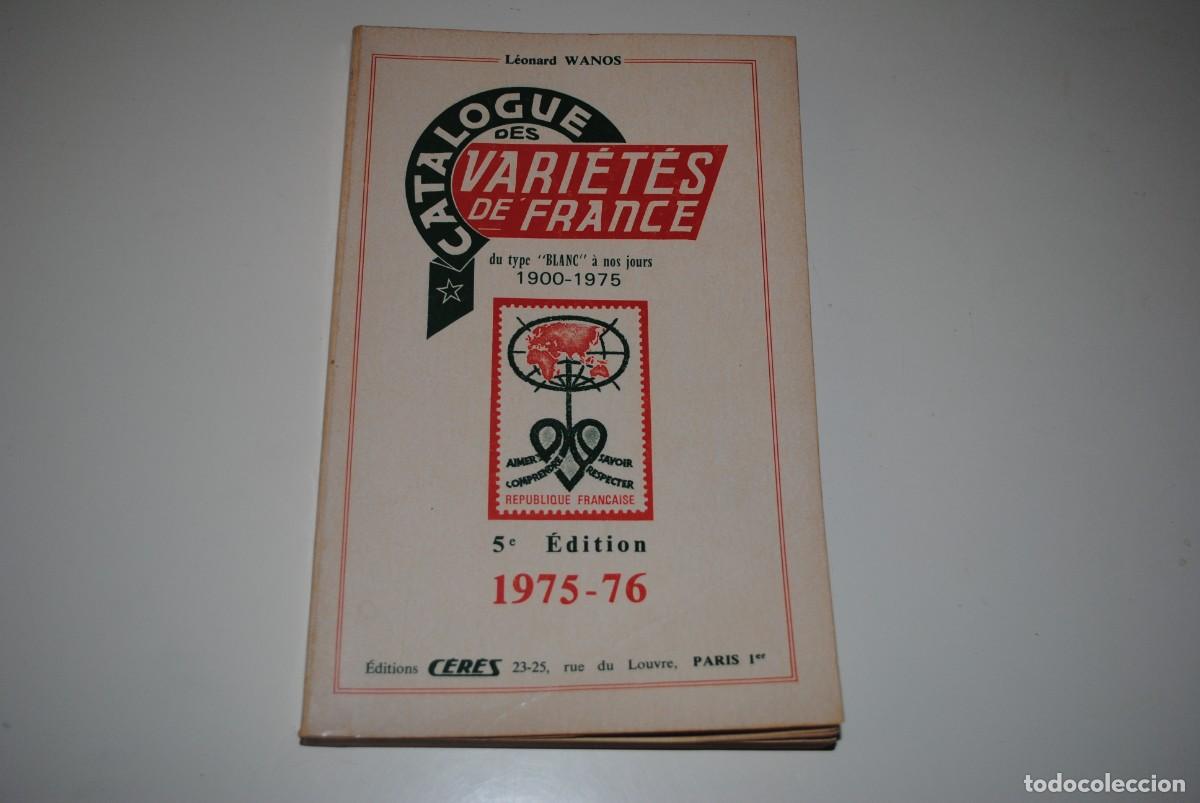 Léonard WANOS
CATALOGUE
DES
VARIÉTÉS
DE FRANCE
du type "BLANC" à nos jours
1900-1975
AIMER SAVOIR
COMPRENDRE RESPECTER
REPUBLIQUE FRANCAISE
5e Édition
1975-76
Éditions CÉRÈS 23-25, rue du Louvre, PARIS 1er
todocoleccion